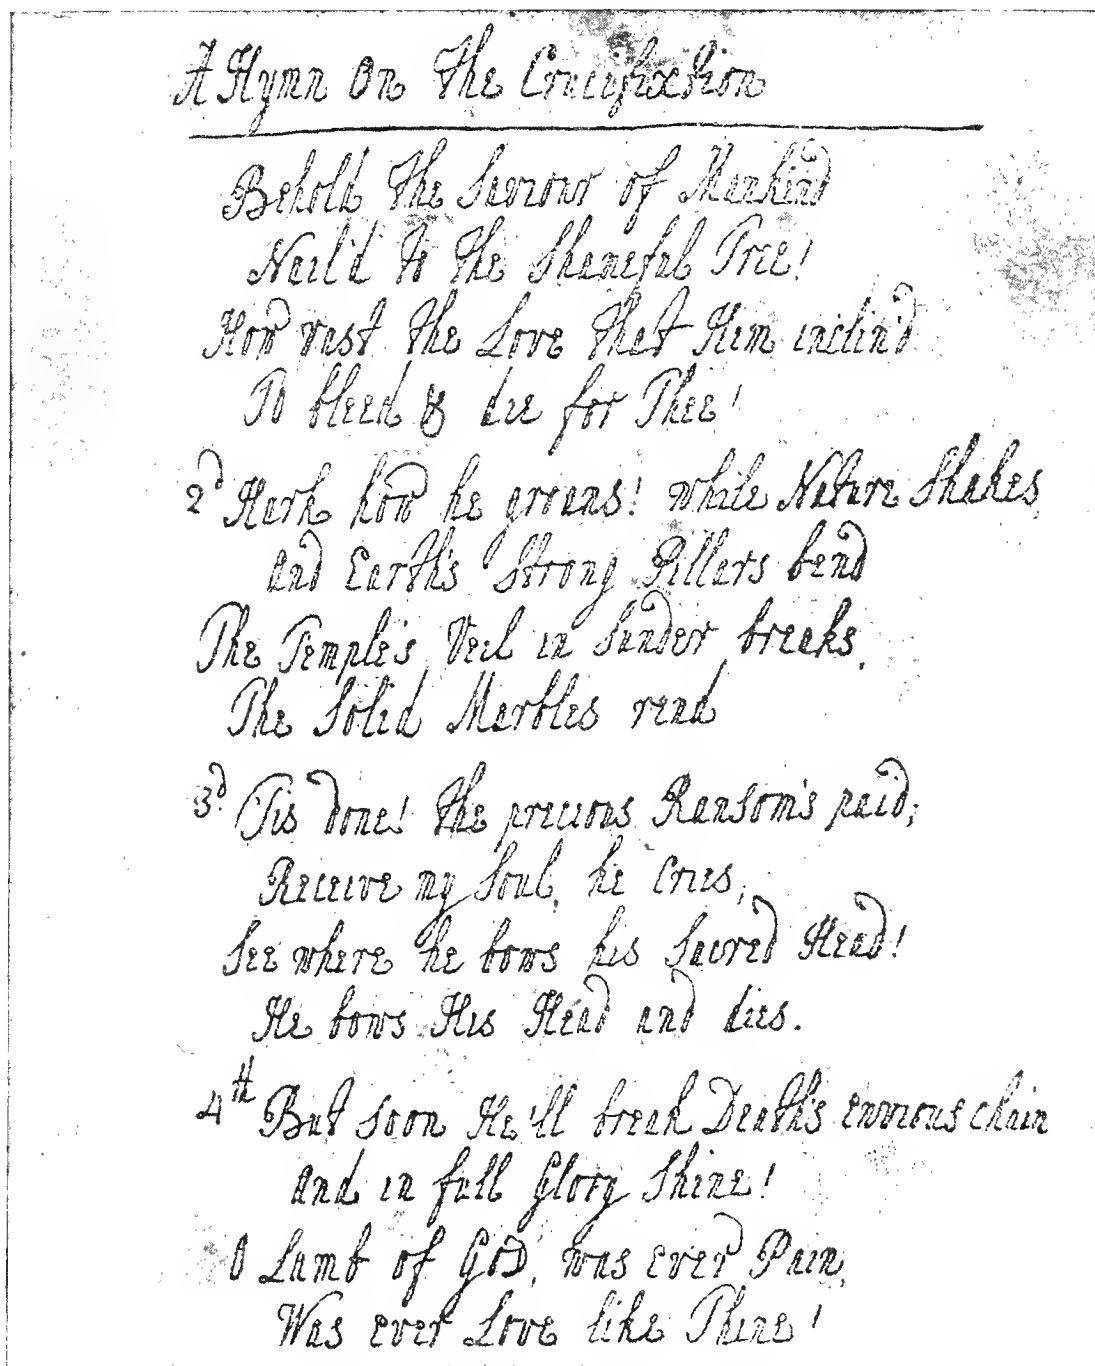 A Hymn On The Crucifixtion
Behold The Saviour of Mankind
Nail'd to the Shameful Tree!
How vast the Love that Him inclin'd
To bleed & die for Thee!
2d Hark how he groans! while Nature Shakes
and Earth's Strong Pillars bend
The Temple's Veil in Sunder breaks
The Solid Marbles rend
3d 'Tis done! the precious Ransom's paid;
Receive my Soul, he Cries,
See where he bows his Sacred Head!
He bows His Head and dies.
4th But soon He'll break Death's envious chain
And in full Glory Shine!
O Lamb of GoD, was ever Pain,
Was ever Love like Thine!